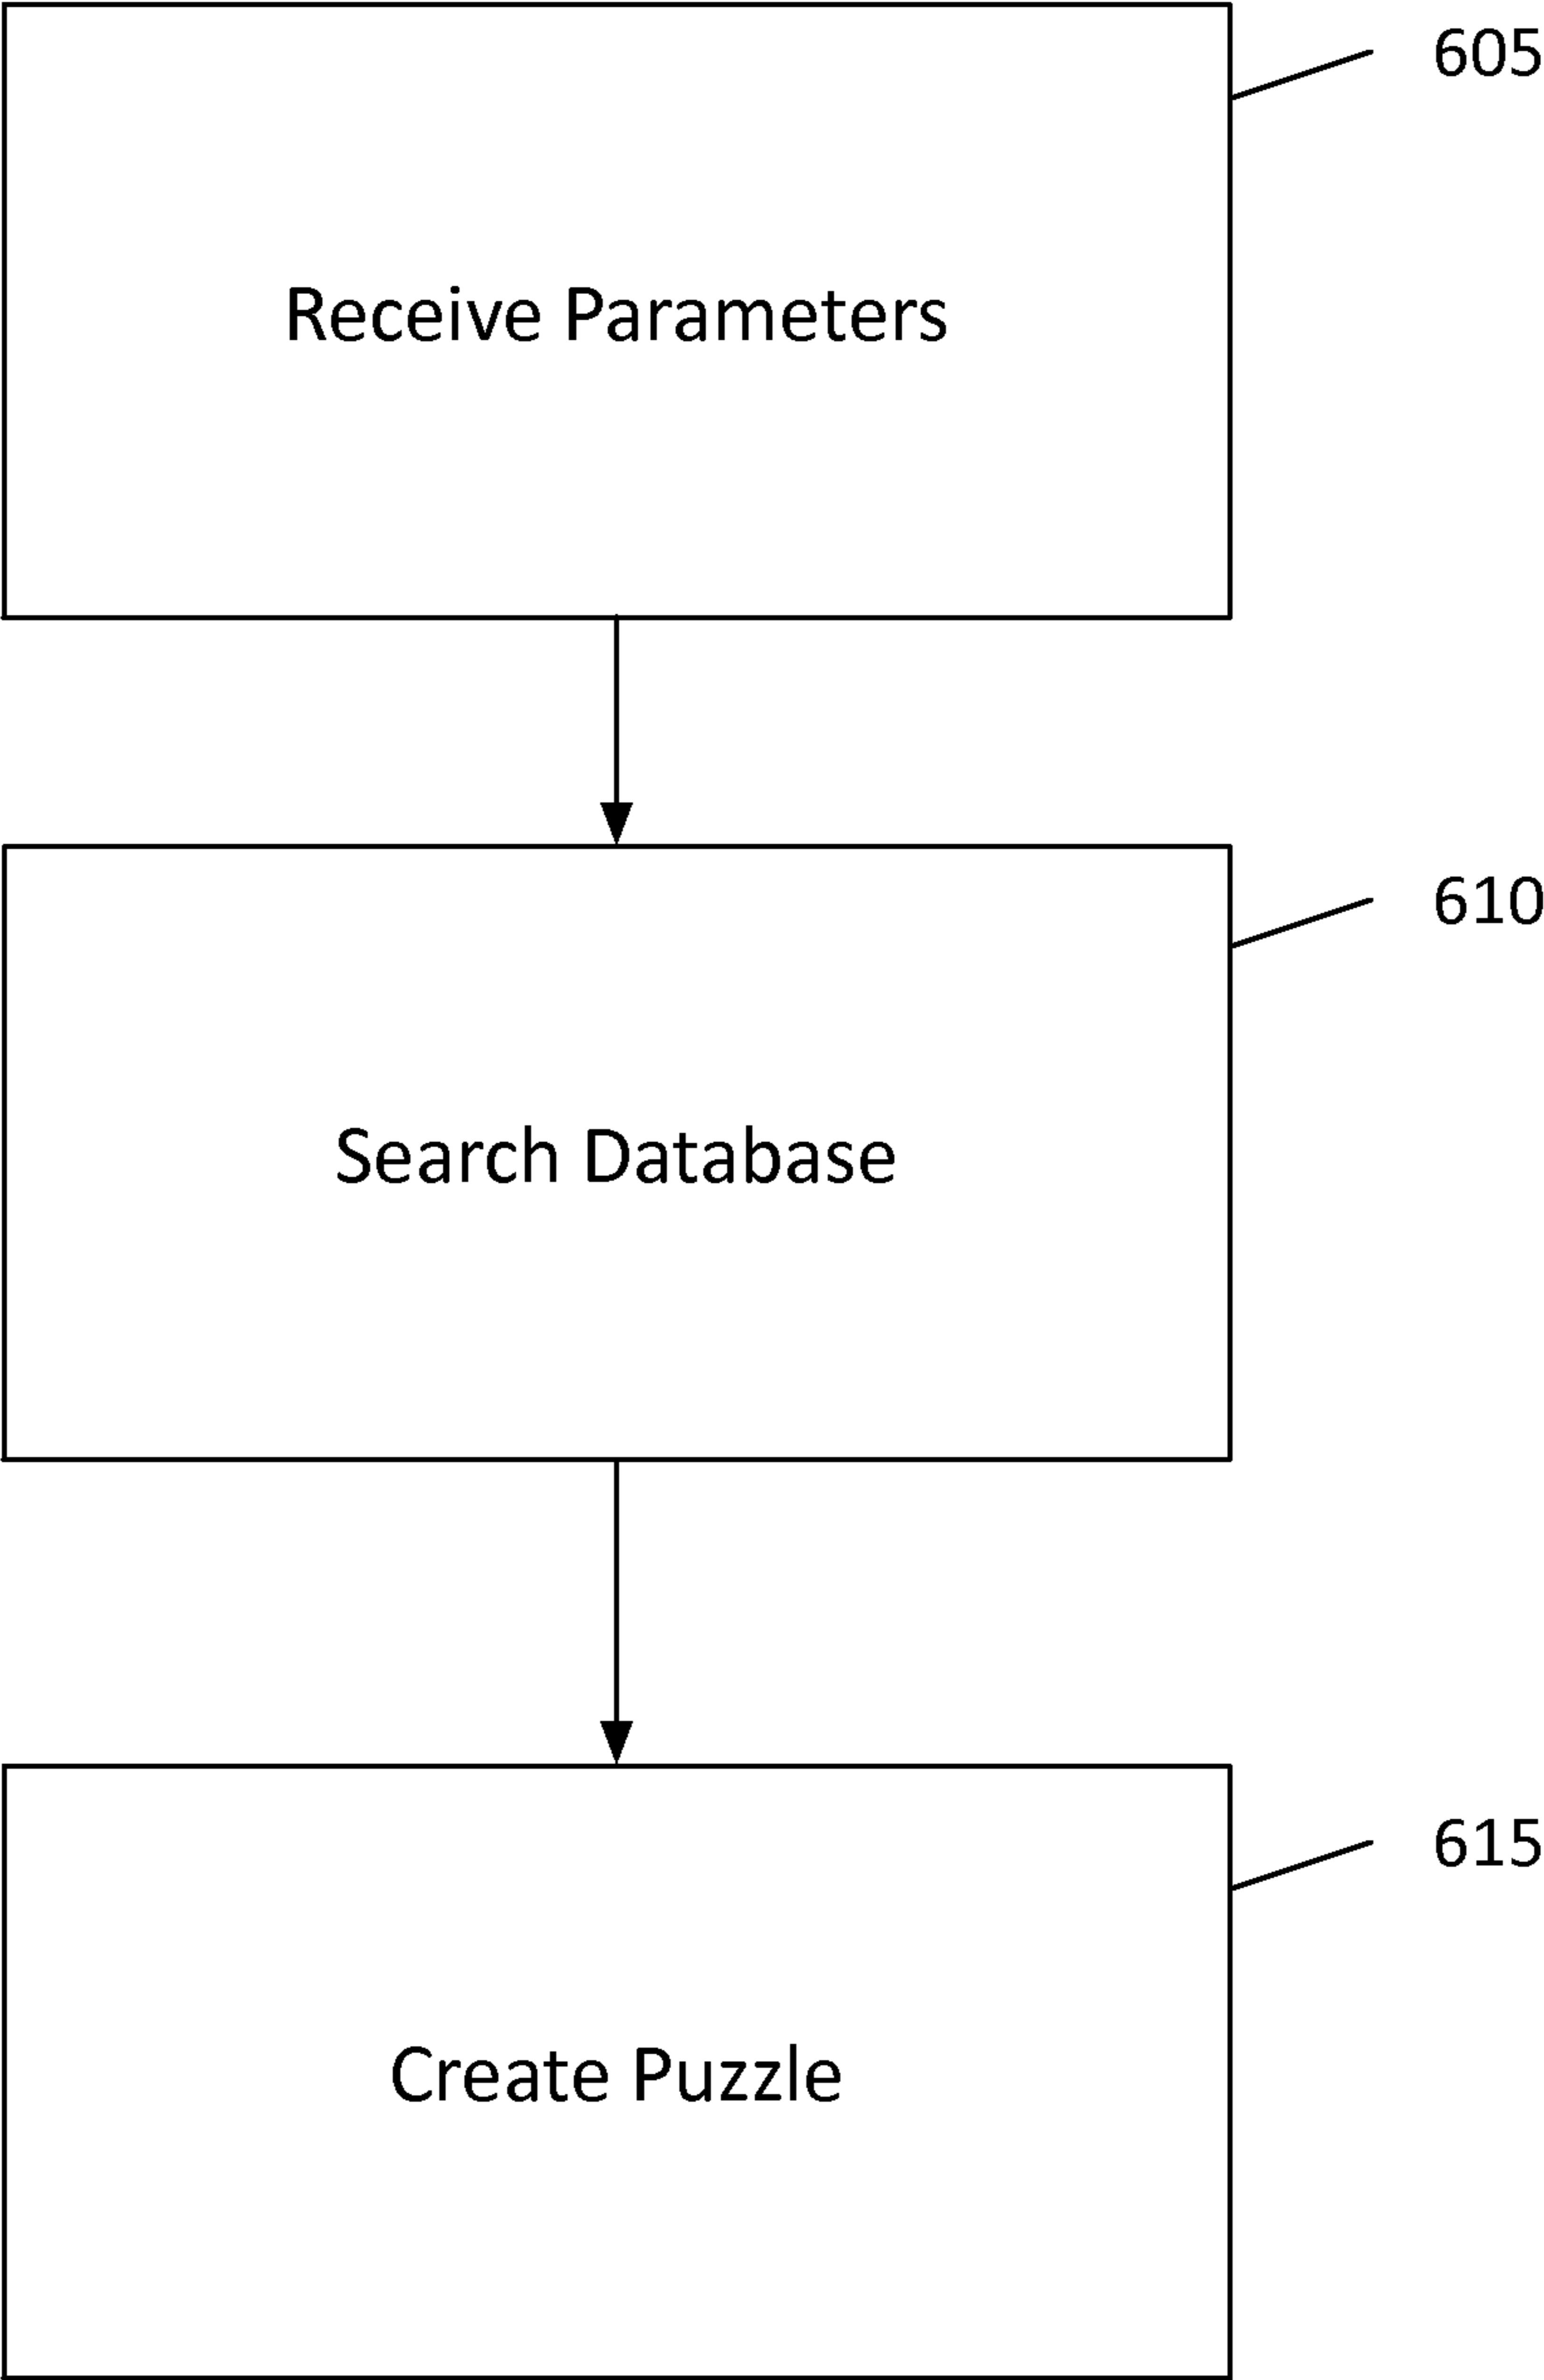 605
Receive Parameters
610
Search Database
615
Create Puzzle